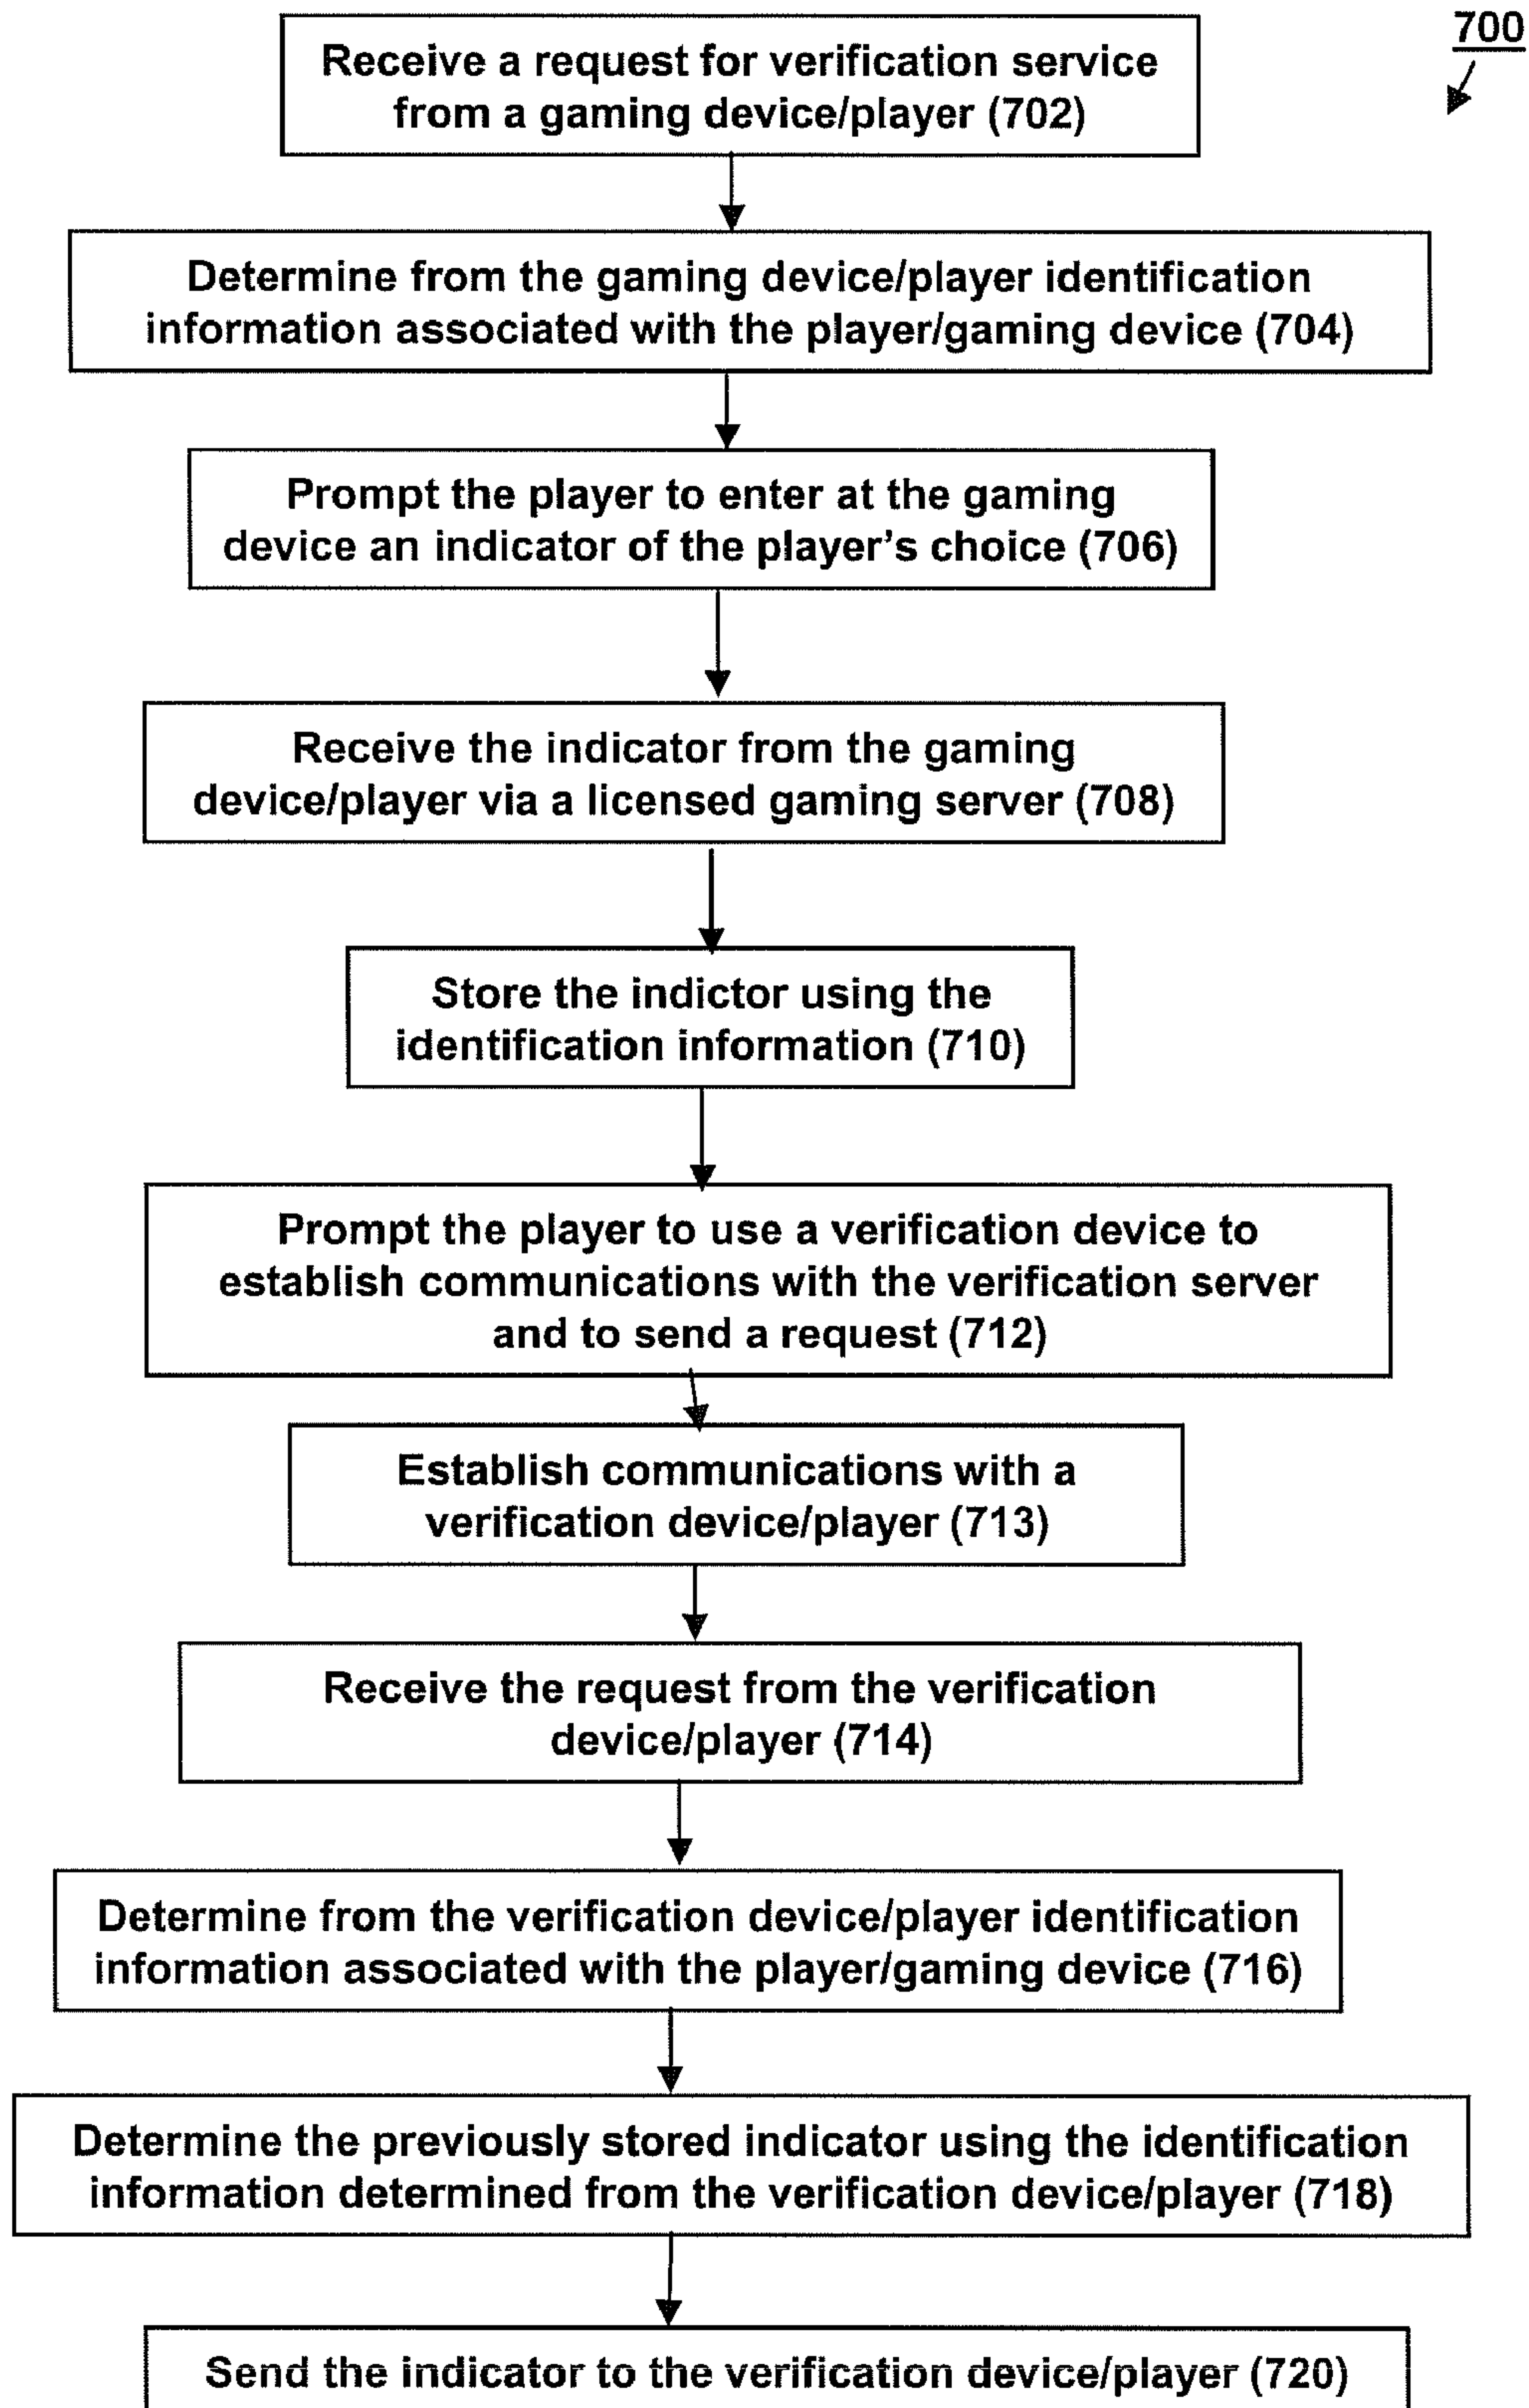 700
Receive a request for verification service
from a gaming device/player (702)
Determine from the gaming device/player identification
information associated with the player/gaming device (704)
Prompt the player to enter at the gaming
device an indicator of the player's choice (706)
Receive the indicator from the gaming
device/player via a licensed gaming server (708)
Store the indictor using the
identification information (710)
Prompt the player to use a verification device to
establish communications with the verification server
and to send a request (712)
Establish communications with a
verification device/player (713)
Receive the request from the verification
device/player (714)
Determine from the verification device/player identification
information associated with the player/gaming device (716)
Determine the previously stored indicator using the identification
information determined from the verification device/player (718)
Send the indicator to the verification device/player (720)